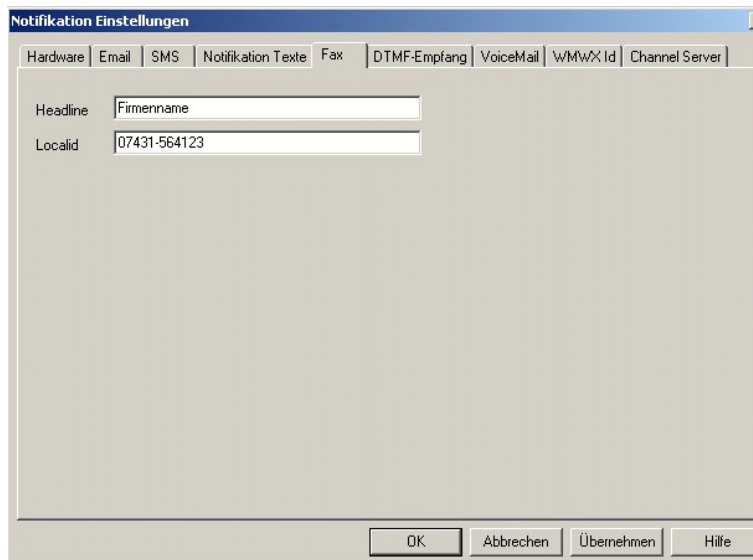 Notifikation Einstellungen
Hardware Email SMS Notifikation Texte Fax DTMF-Empfang VoiceMail WMWX Id Channel Server
Headline Firmenname
Localid 07431-564123
OK Abbrechen Übernehmen Hilfe